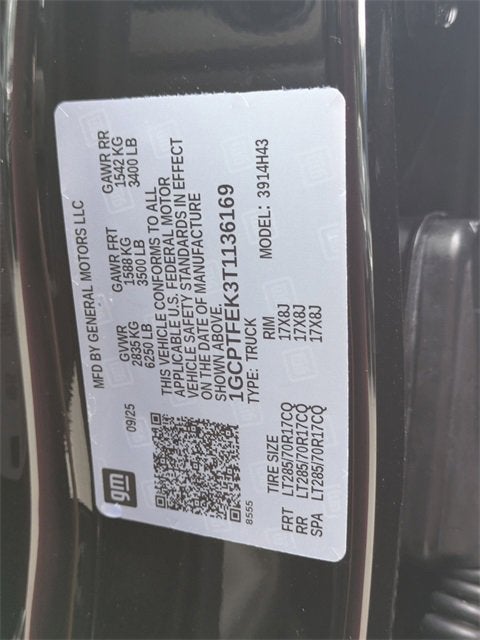 gm
09/25
MFD BY GENERAL MOTORS LLC
GVWR GAWR FRT GAWR RR
2835 KG 1588 KG 1542 KG
6250 LB 3500 LB 3400 LB
THIS VEHICLE CONFORMS TO ALL
APPLICABLE U.S. FEDERAL MOTOR
VEHICLE SAFETY STANDARDS IN EFFECT
ON THE DATE OF MANUFACTURE
SHOWN ABOVE.
1GCPTFEK3T1136169
TYPE: TRUCK MODEL: 3914H43
8555
TIRE SIZE RIM
FRT LT285/70R17CQ 17X8J
RR LT285/70R17CQ 17X8J
SPA LT285/70R17CQ 17X8J